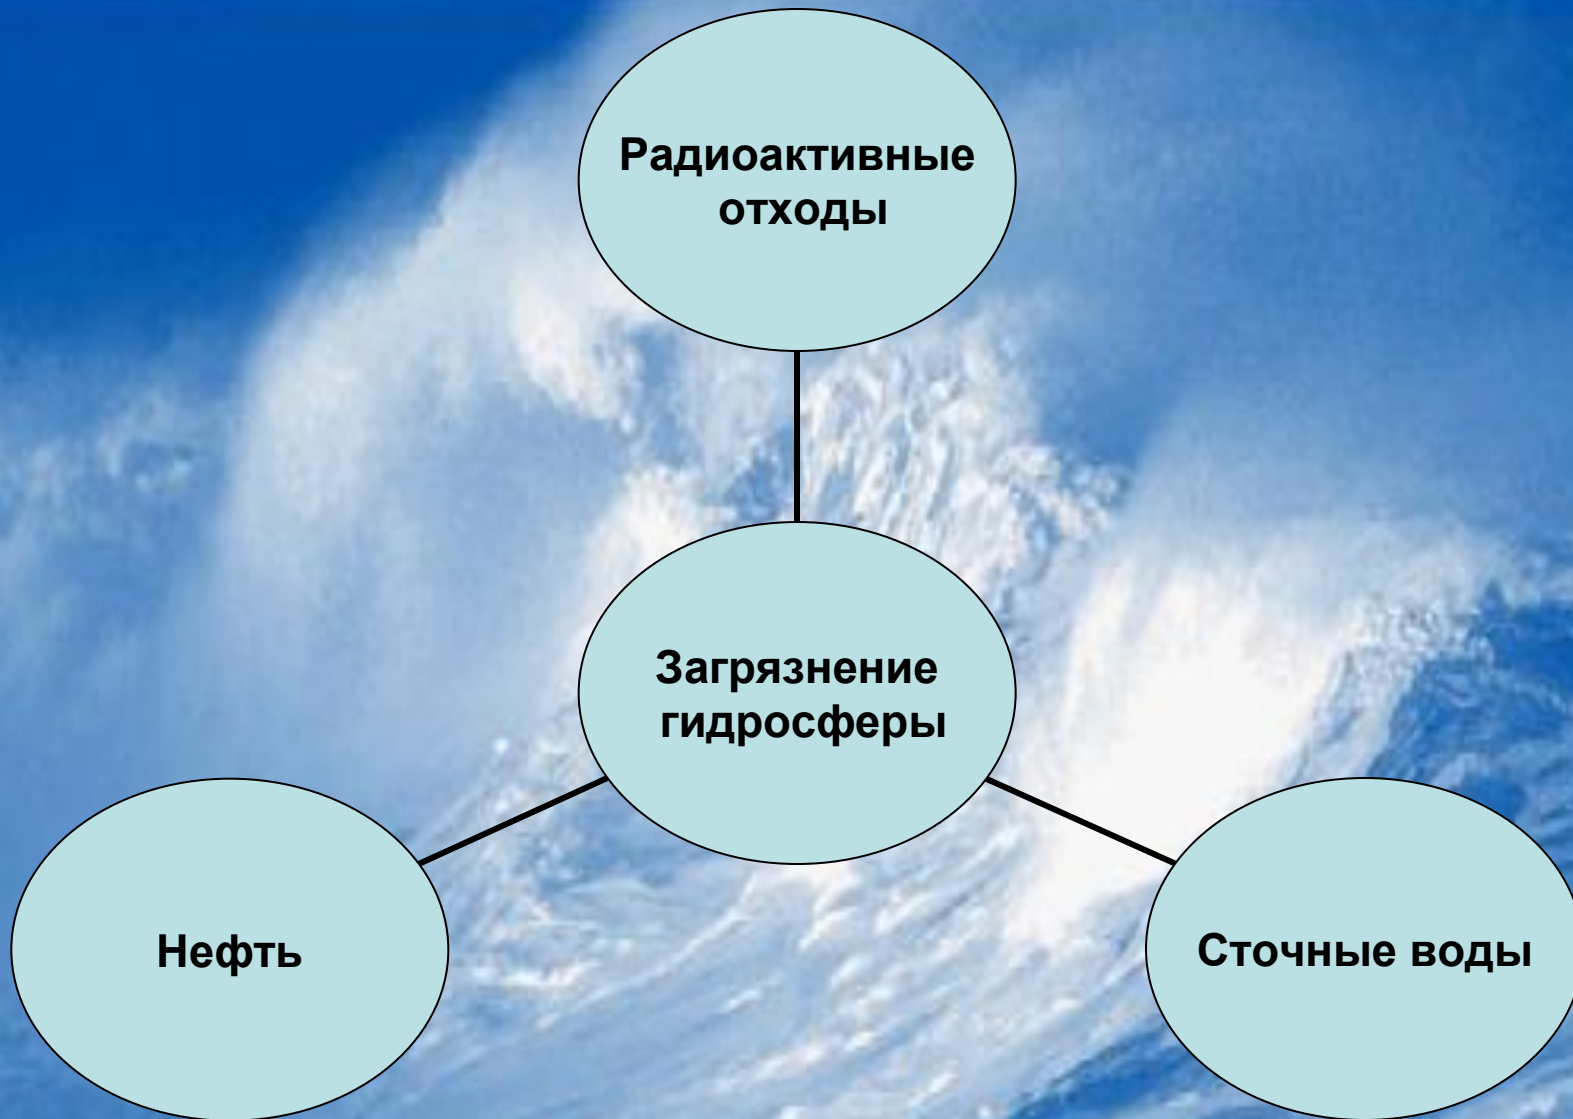 Радиоактивные
отходы
Загрязнение
гидросферы
Нефть
Сточные воды